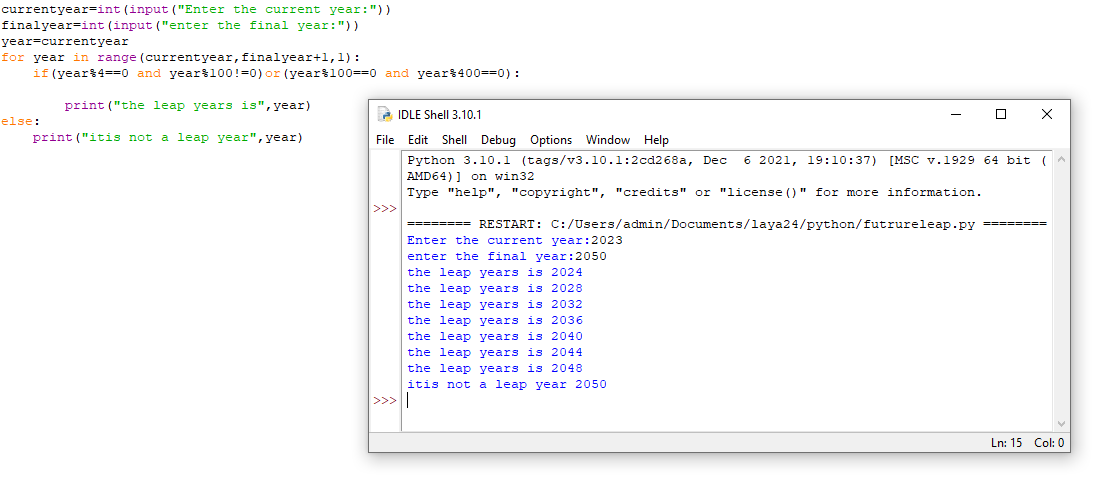 currentyear=int(input("Enter the current year:"))
finalyear=int(input("enter the final year:"))
year=currentyear
for year in range(currentyear,finalyear+1,1):
    if(year%4==0 and year%100!=0)or(year%100==0 and year%400==0):
        print("the leap years is",year)
else:
    print("itis not a leap year",year)
IDLE Shell 3.10.1
File Edit Shell Debug Options Window Help
Python 3.10.1 (tags/v3.10.1:2cd268a, Dec  6 2021, 19:10:37) [MSC v.1929 64 bit (
AMD64)] on win32
Type "help", "copyright", "credits" or "license()" for more information.
>>>
======== RESTART: C:/Users/admin/Documents/laya24/python/futrureleap.py ========
Enter the current year:2023
enter the final year:2050
the leap years is 2024
the leap years is 2028
the leap years is 2032
the leap years is 2036
the leap years is 2040
the leap years is 2044
the leap years is 2048
itis not a leap year 2050
>>>
Ln: 15 Col: 0